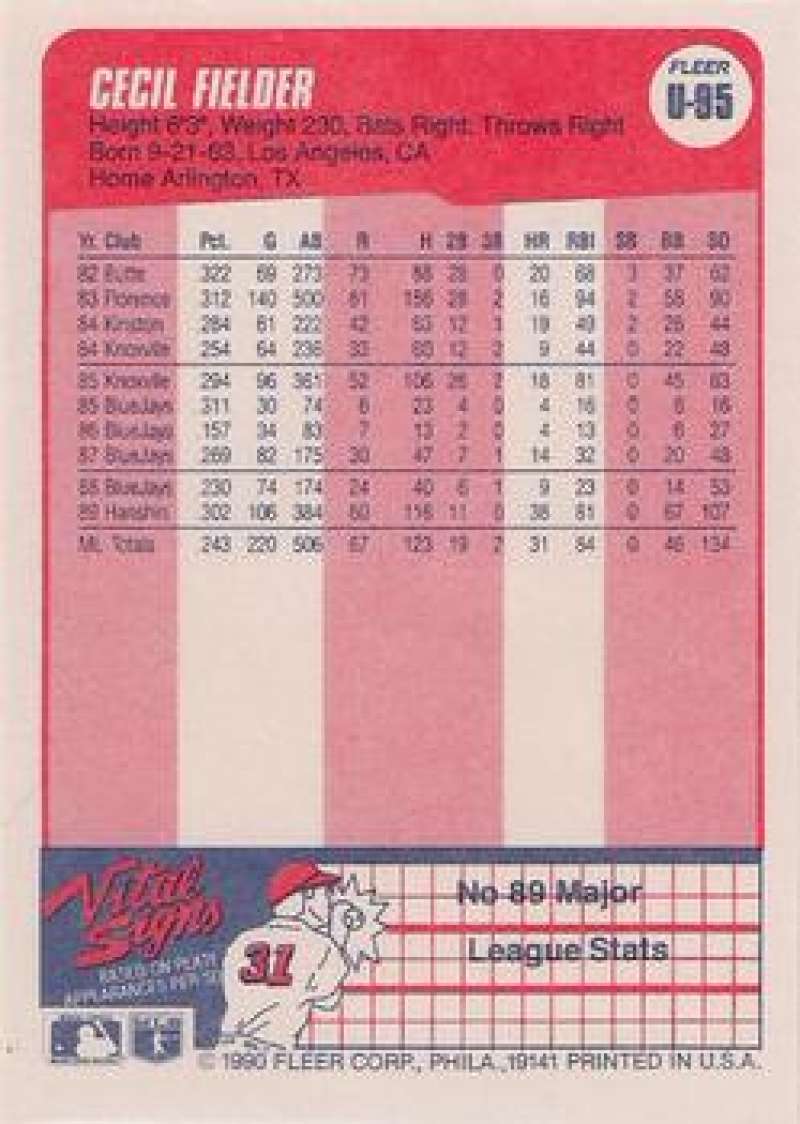 FLEER
U-95
CECIL FIELDER
Height 6'3", Weight 230, Bats Right, Throws Right
Born 9-21-63, Los Angeles, CA
Home Arlington, TX
Yr. Club Pct. G AB R H 2B 3B HR RBI SB BB SO
82 Butte 322 69 273 73 88 28 0 20 68 3 37 62
83 Florence 312 140 500 81 156 28 2 16 94 2 58 90
84 Kinston 284 61 222 42 63 12 1 19 49 2 28 44
84 Knoxville 254 64 236 33 60 12 2 9 44 0 22 48
85 Knoxville 294 96 361 52 106 26 2 18 81 0 45 83
85 BlueJays 311 30 74 6 23 4 0 4 16 0 6 16
86 BlueJays 157 34 83 7 13 2 0 4 13 0 6 27
87 BlueJays 269 82 175 30 47 7 1 14 32 0 20 48
88 BlueJays 230 74 174 24 40 6 1 9 23 0 14 53
89 Hanshin 302 106 384 60 116 11 0 38 81 0 67 107
ML Totals 243 220 506 67 123 19 2 31 84 0 46 134
Vital
Signs
BASED ON PLATE
APPEARANCES PER
31
No 89 Major
League Stats
© 1990 FLEER CORP., PHILA.,19141 PRINTED IN U.S.A.